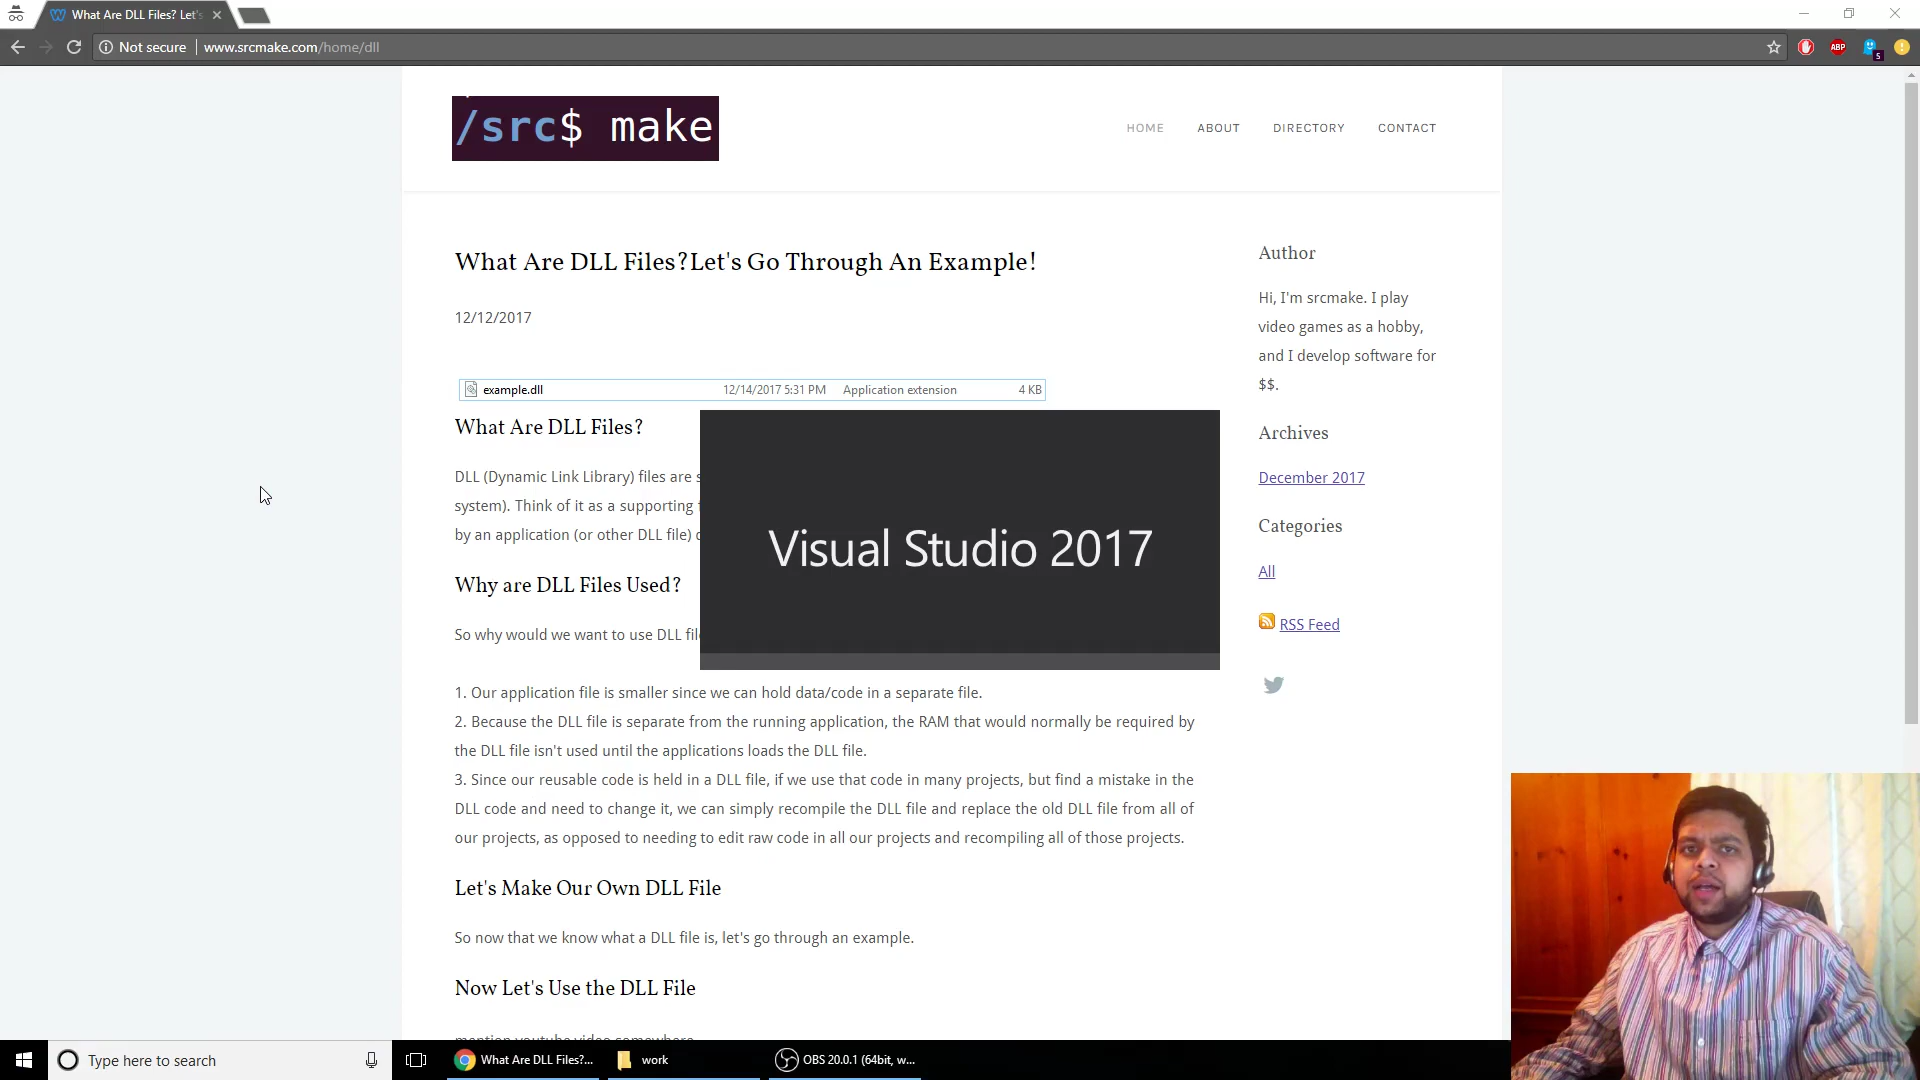 What Are DLL Files? Let's
Not secure
www.srcmake.com/home/dll
ABP
5
/src$ make
HOME
ABOUT
DIRECTORY
CONTACT
What Are DLL Files?Let's Go Through An Example!
12/12/2017
example.dll
12/14/2017 5:31 PM
Application extension
4 KB
What Are DLL Files?
DLL (Dynamic Link Library) files are
system). Think of it as a supporting
by an application (or other DLL file)
Why are DLL Files Used?
So why would we want to use DLL
Visual Studio 2017
1. Our application file is smaller since we can hold data/code in a separate file.
2. Because the DLL file is separate from the running application, the RAM that would normally be required by
the DLL file isn't used until the applications loads the DLL file.
3. Since our reusable code is held in a DLL file, if we use that code in many projects, but find a mistake in the
DLL code and need to change it, we can simply recompile the DLL file and replace the old DLL file from all of
our projects, as opposed to needing to edit raw code in all our projects and recompiling all of those projects.
Let's Make Our Own DLL File
So now that we know what a DLL file is, let's go through an example.
Now Let's Use the DLL File
mention youtube video somewhere
Author
Hi, I'm srcmake. I play
video games as a hobby,
and I develop software for
$$.
Archives
December 2017
Categories
All
RSS Feed
Type here to search
What Are DLL Files?...
work
OBS 20.0.1 (64bit, w...